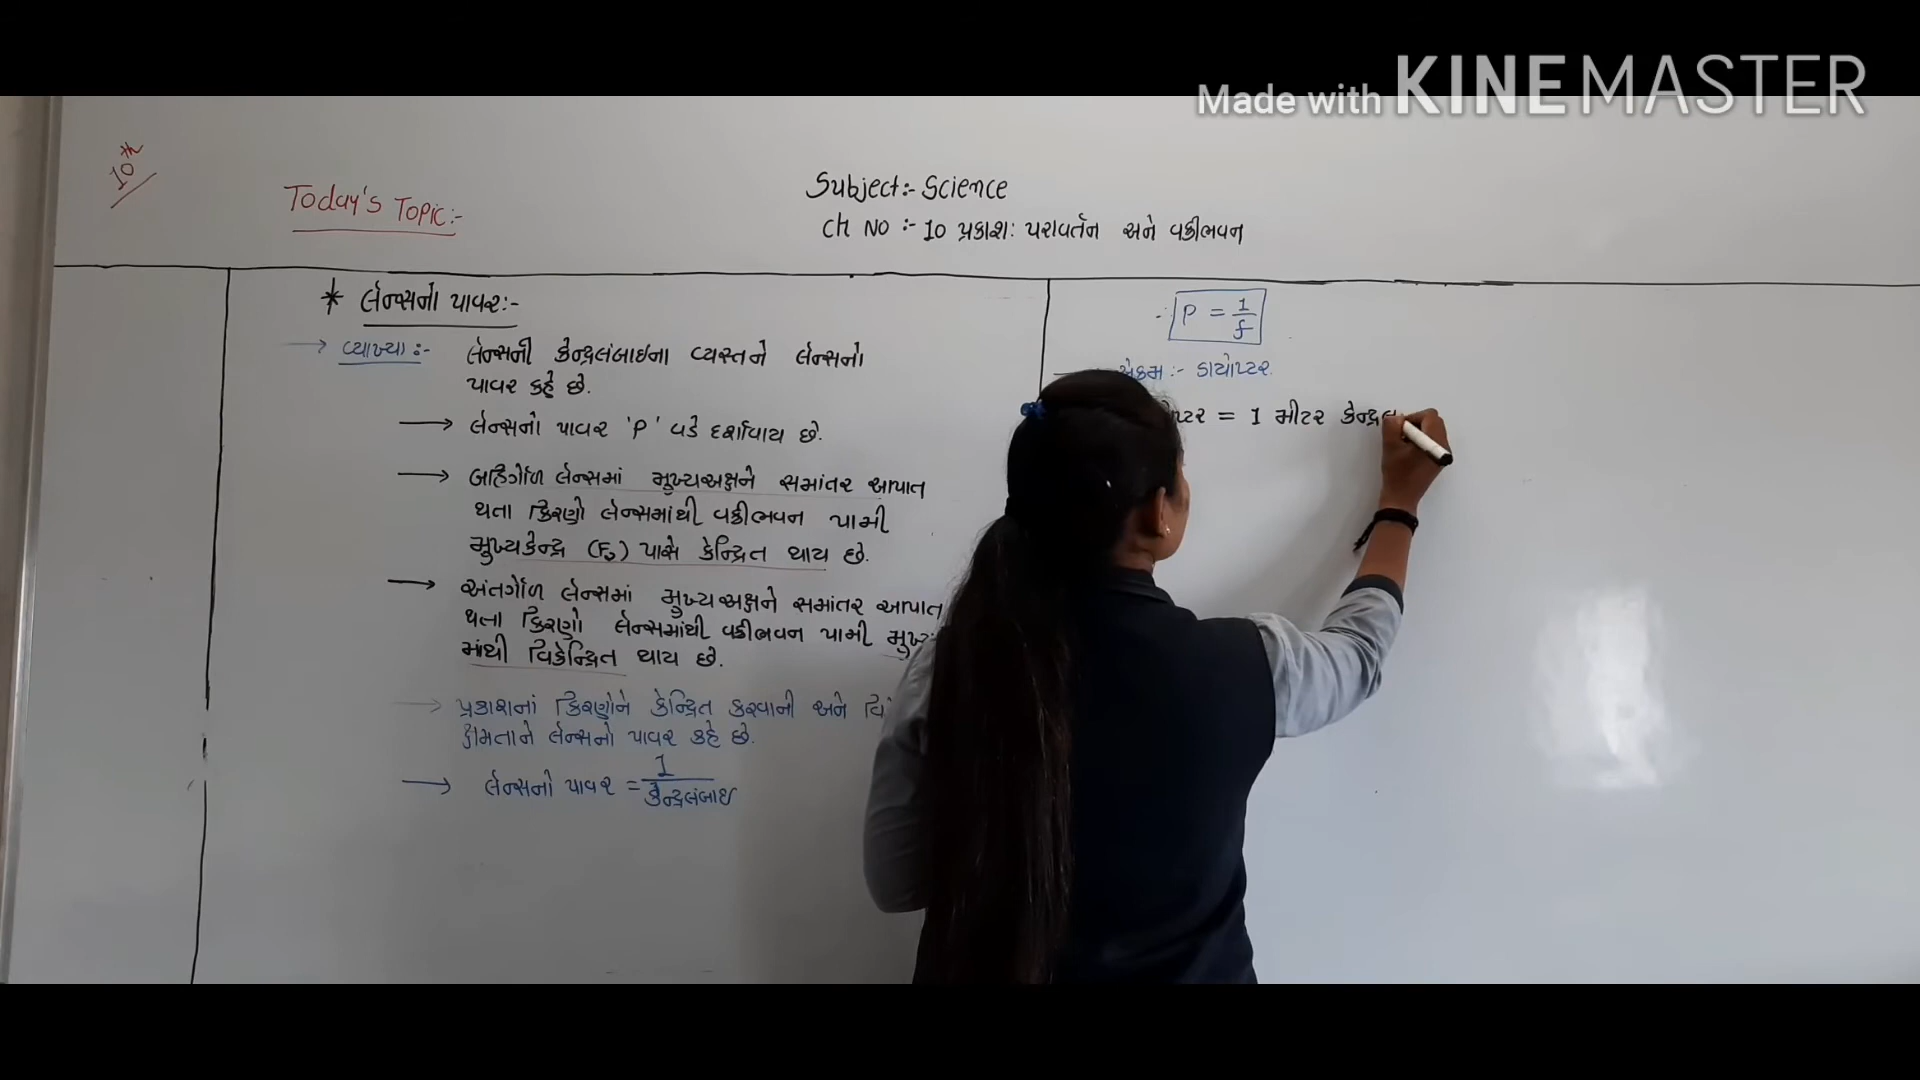 Made with KINEMASTER
10th
Today's Topic:-
Subject:- Science
Ch No :- 10 પ્રકાશ: પરાવર્તન અને વક્રીભવન
* લેન્સનો પાવર:-
→ વ્યાખ્યા:- લેન્સની કેન્દ્રલંબાઇના વ્યસ્તને લેન્સનો
પાવર કહે છે.
→ લેન્સનો પાવર 'P' વડે દર્શાવાય છે.
→ બહિર્ગોળ લેન્સમાં મુખ્યઅક્ષને સમાંતર આપાત
થતા કિરણો લેન્સમાંથી વક્રીભવન પામી
મુખ્યકેન્દ્ર (F2) પાસે કેન્દ્રિત થાય છે.
→ અંતર્ગોળ લેન્સમાં મુખ્યઅક્ષને સમાંતર આપાત
થતા કિરણો લેન્સમાંથી વક્રીભવન પામી
માંથી વિકેન્દ્રિત થાય છે.
→ પ્રકાશનાં કિરણોને કેન્દ્રિત કરવાની અને
ક્ષમતાને લેન્સનો પાવર કહે છે.
→ લેન્સનો પાવર = 1/કેન્દ્રલંબાઇ
∴ P = 1/f
એકમ:- ડાયોપ્ટર.
= 1 મીટર